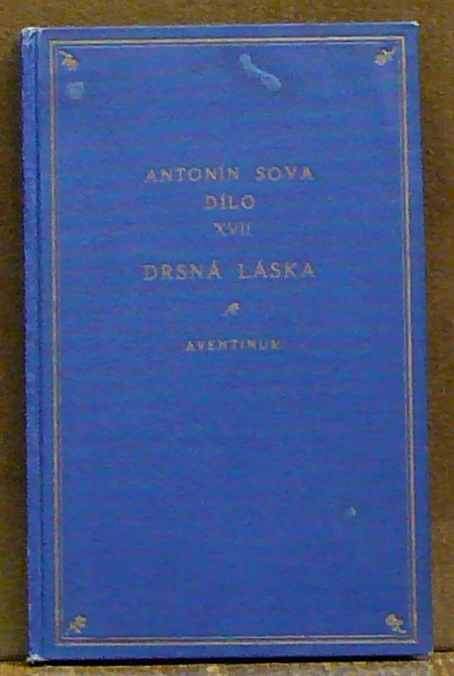 ANTONÍN SOVA
DÍLO
XVII
DRSNÁ LÁSKA
AVENTINUM